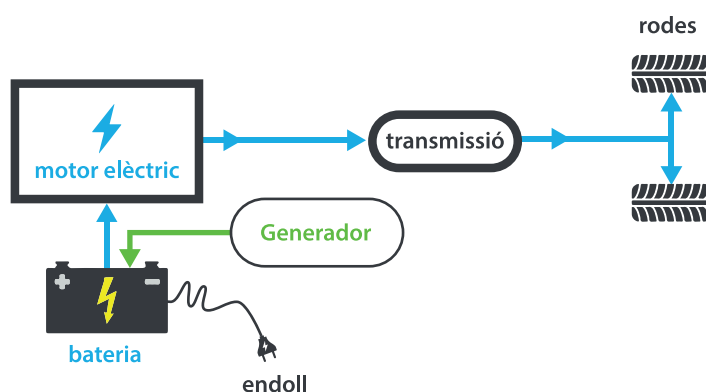 rodes
transmissió
motor elèctric
Generador
bateria
endoll